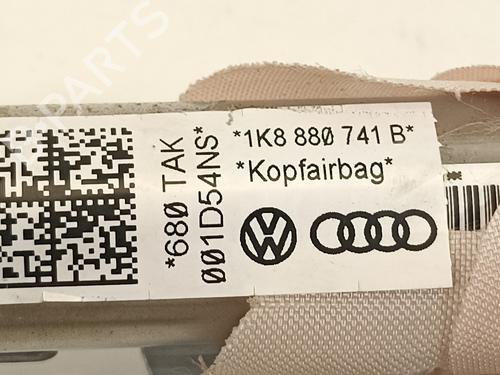 *1K8 880 741 B*
*Kopfairbag*
*680 TAK
001D54NS*